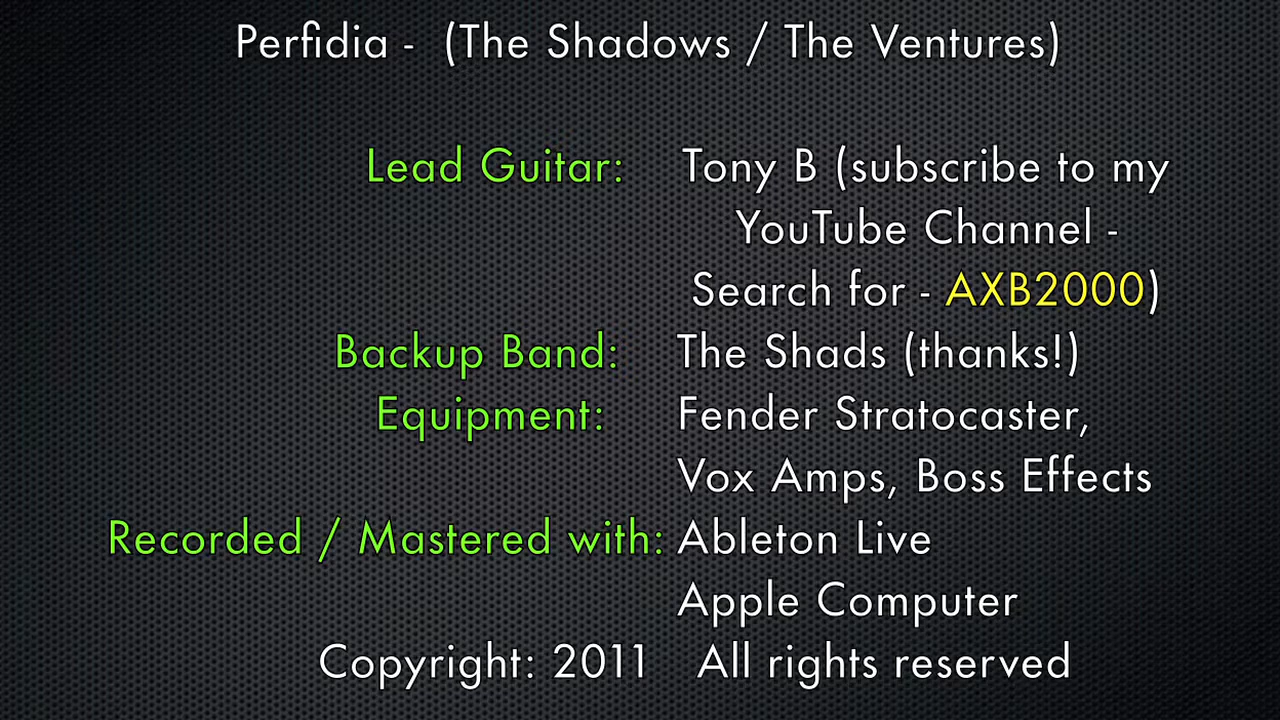 Perfidia - (The Shadows / The Ventures)
Lead Guitar: Tony B (subscribe to my
YouTube Channel -
Search for - AXB2000)
Backup Band: The Shads (thanks!)
Equipment: Fender Stratocaster,
Vox Amps, Boss Effects
Recorded / Mastered with: Ableton Live
Apple Computer
Copyright: 2011 All rights reserved